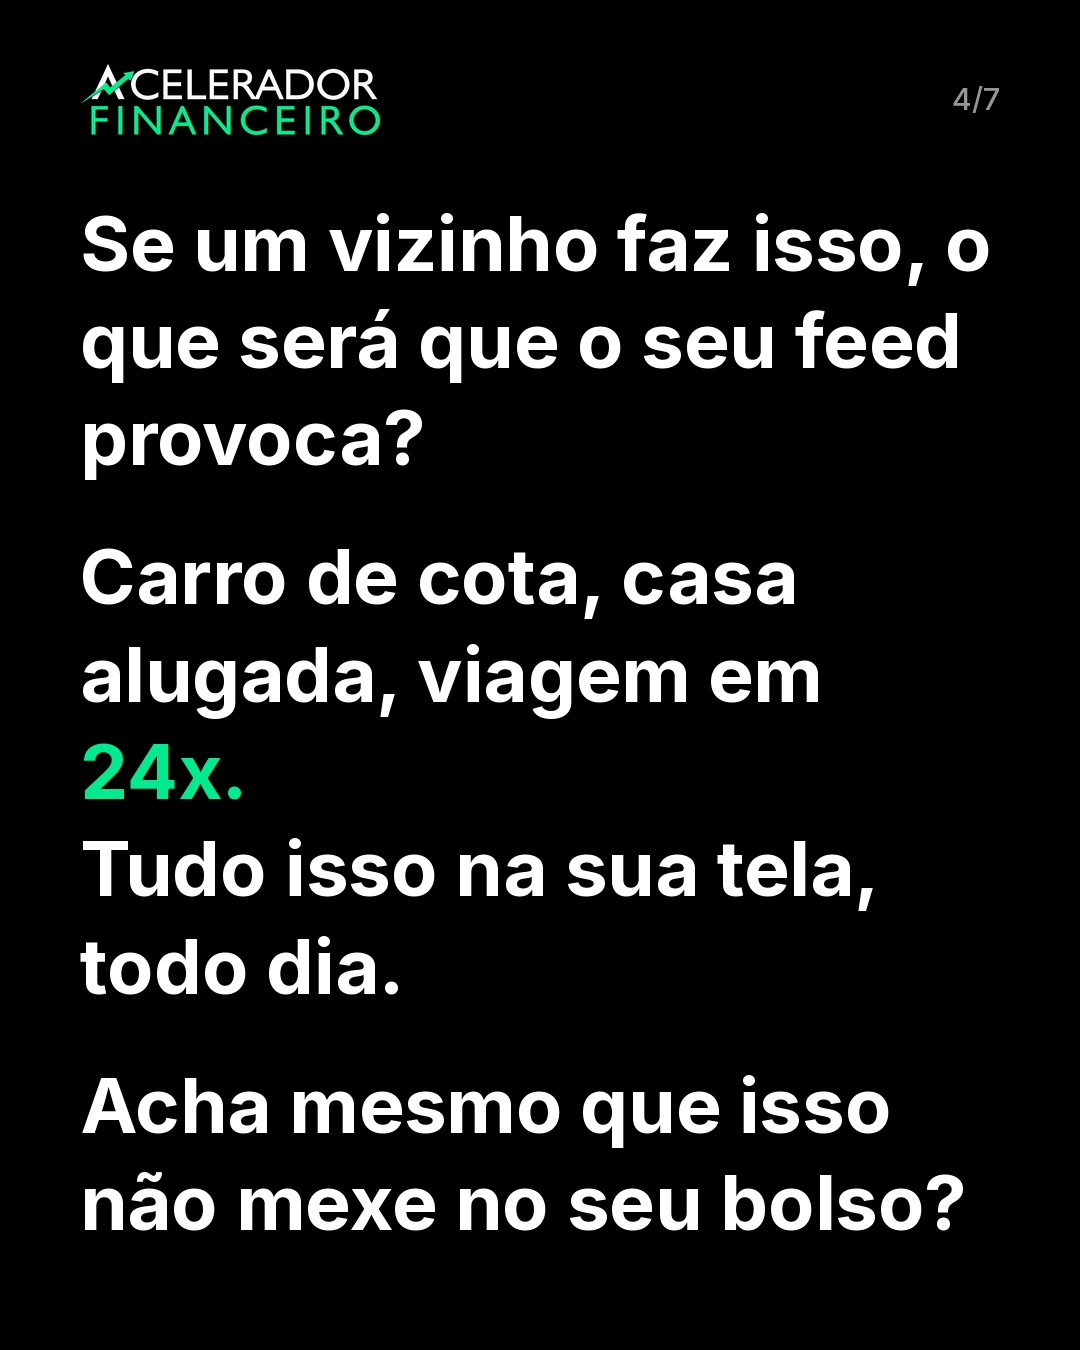 ACELERADOR
FINANCEIRO
4/7
Se um vizinho faz isso, o
que será que o seu feed
provoca?
Carro de cota, casa
alugada, viagem em
24x.
Tudo isso na sua tela,
todo dia.
Acha mesmo que isso
não mexe no seu bolso?